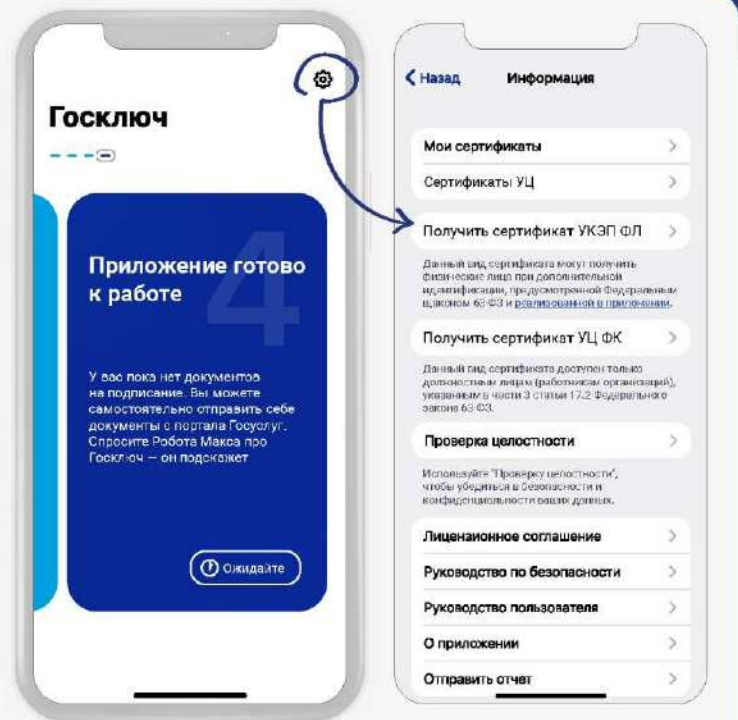 Госключ
4
Приложение готово
к работе
У вас пока нет документов
на подписание. Вы можете
самостоятельно отправить себе
документы с портала Госуслуг.
Спросите Робота Макса про
Госключ — он подскажет
Ожидайте
Назад
Информация
Мои сертификаты
Сертификаты УЦ
Получить сертификат УКЭП ФЛ
Данный вид сертификата могут получить
физические лица при дополнительной
идентификации, предусмотренной Федеральным
законом 63-ФЗ и реализованной в приложении.
Получить сертификат УЦ ФК
Данный вид сертификата доступен только
должностным лицам (работникам организаций),
указанным в части 3 статьи 17.2 Федерального
закона 63-ФЗ.
Проверка целостности
Используйте "Проверку целостности",
чтобы убедиться в безопасности и
конфиденциальности ваших данных.
Лицензионное соглашение
Руководство по безопасности
Руководство пользователя
О приложении
Отправить отчет